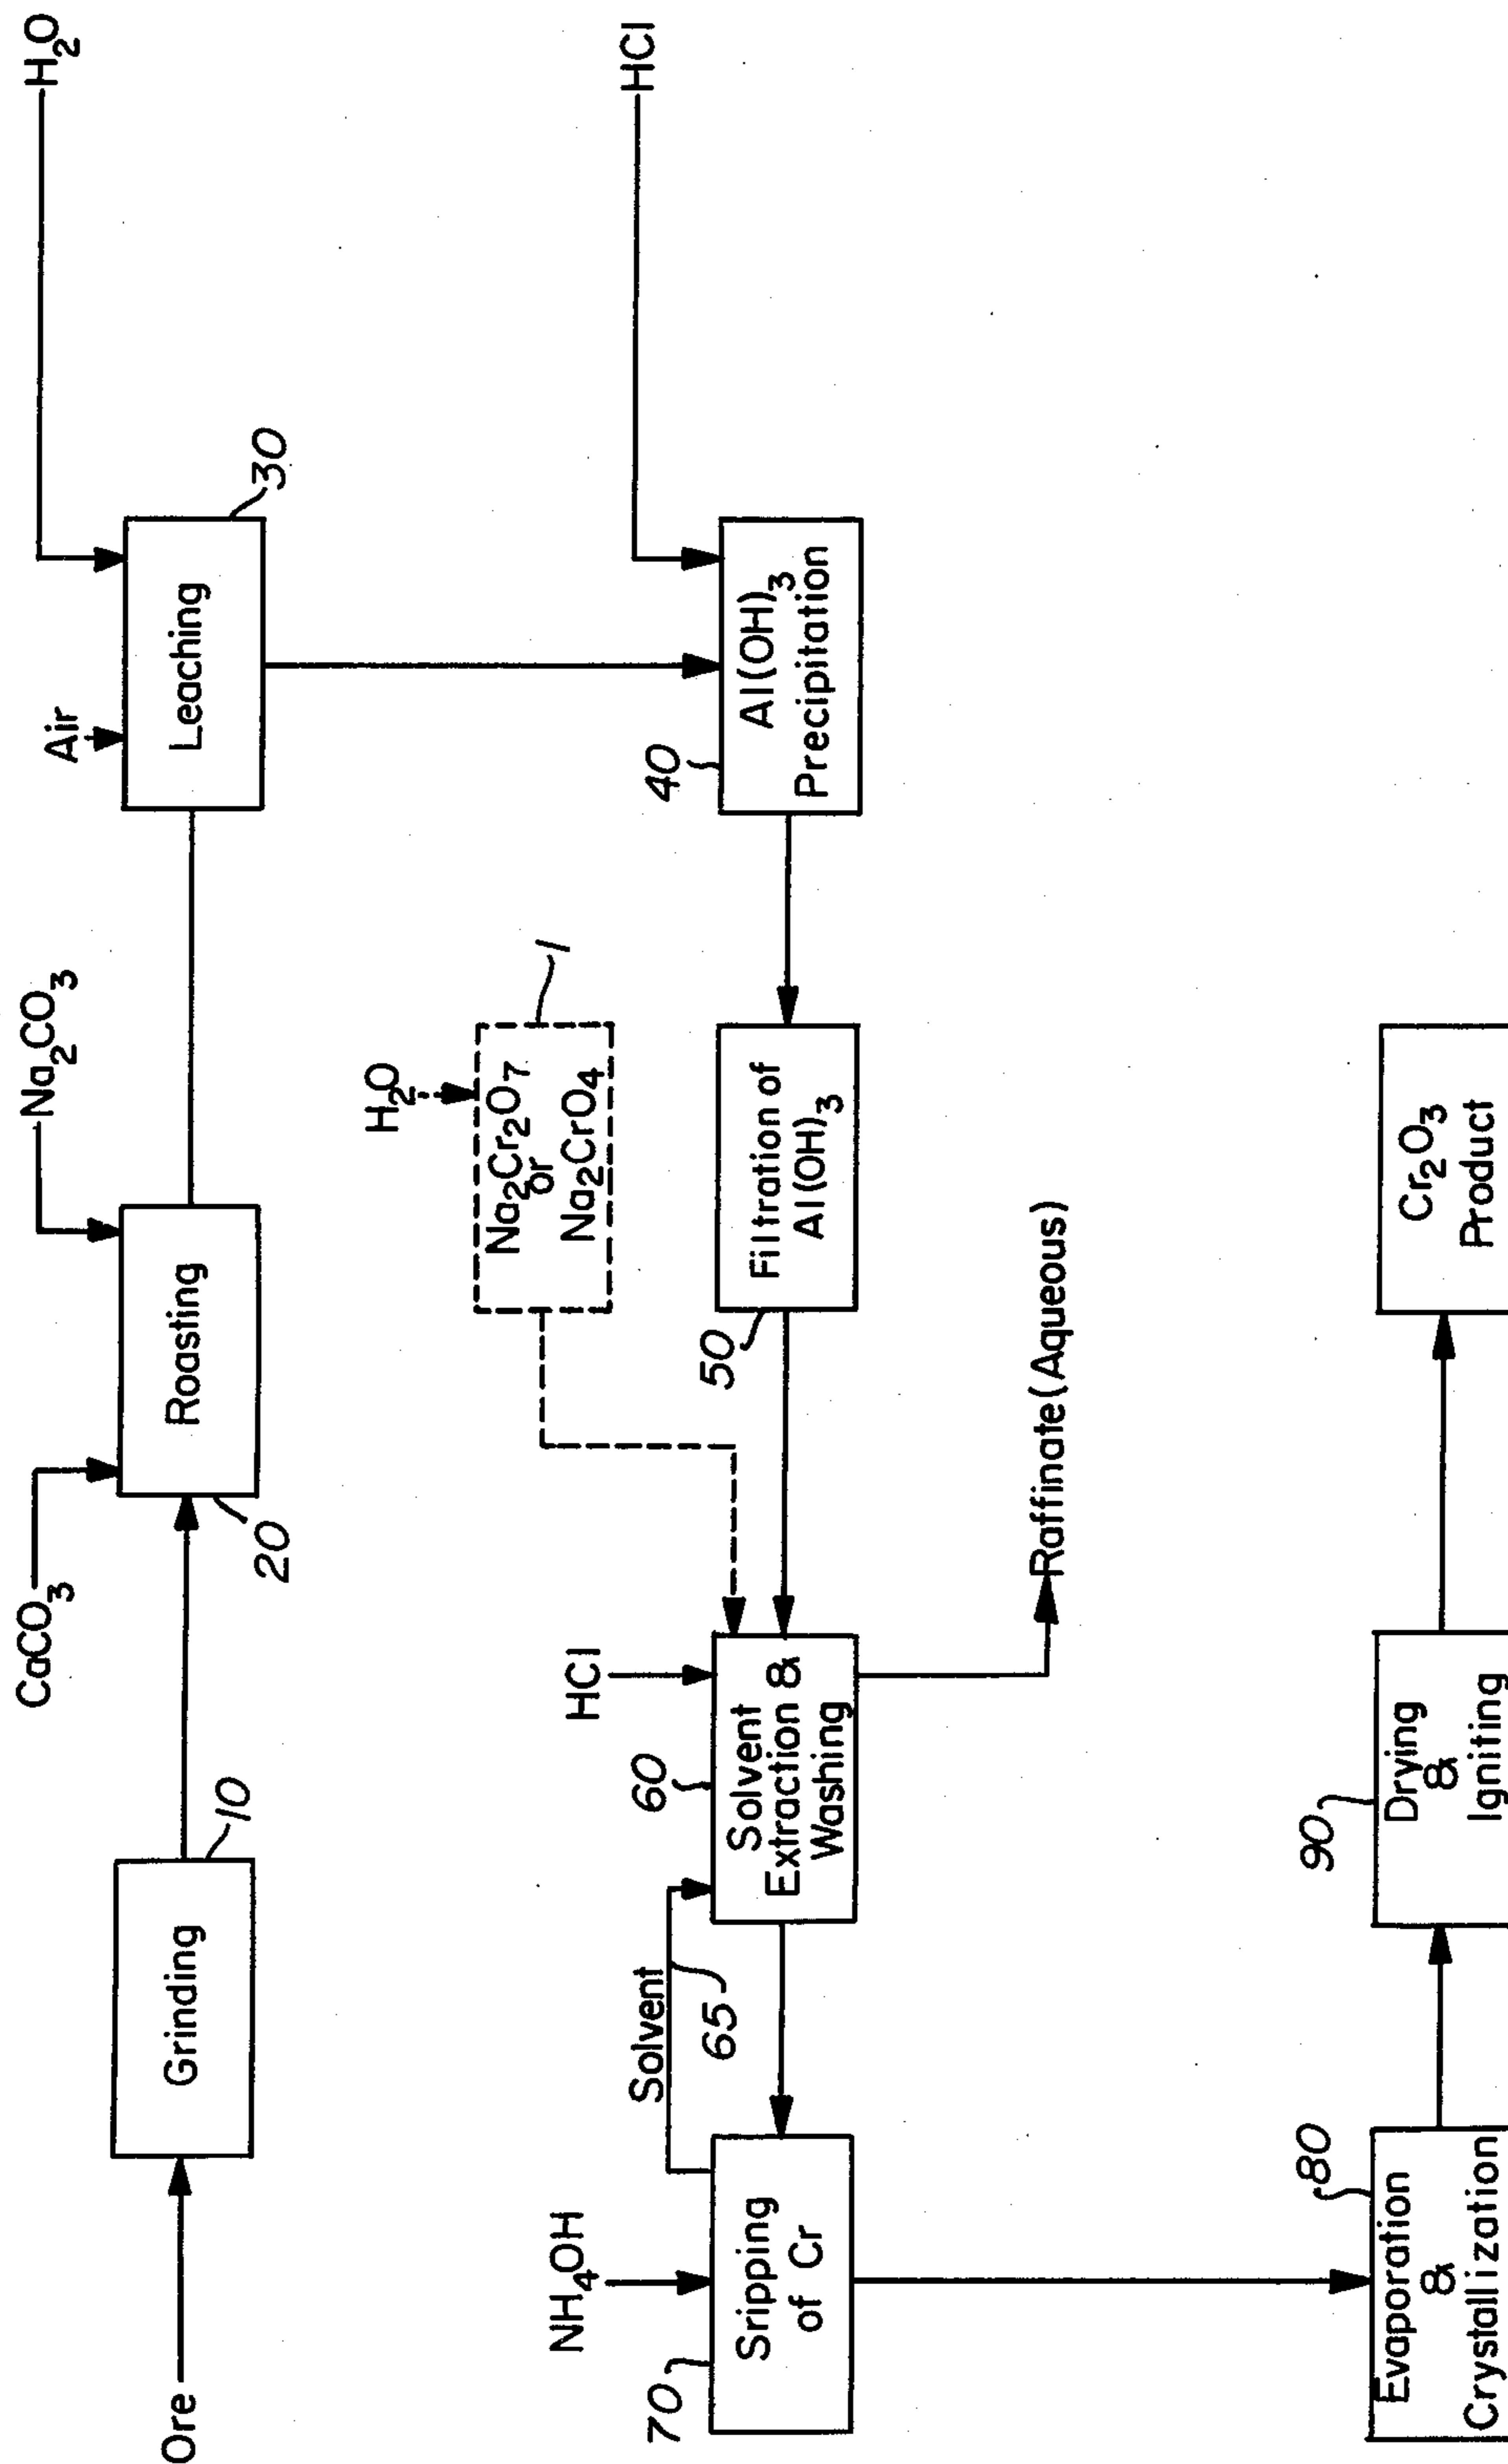 Ore
Grinding
10
CaCO3
Na2CO3
Roasting
20
Air
H2O
Leaching
30
H2O
Na2Cr2O7
or
Na2CrO4
1
HCl
Al(OH)3
Precipitation
40
Filtration of
Al(OH)3
50
HCl
Solvent
Extraction &
Washing
60
Raffinate (Aqueous)
Solvent
65
NH4OH
Sripping
of Cr
70
Evaporation
&
Crystallization
80
Drying
&
Igniting
90
Cr2O3
Product